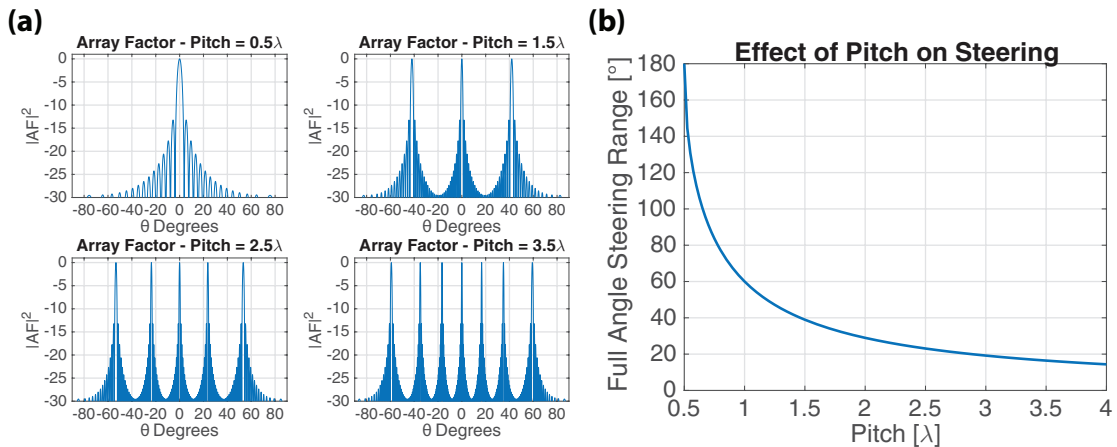 (a)
Array Factor - Pitch = 0.5λ
0
-5
-10
-15
-20
-25
-30
|AF|²
-80 -60 -40 -20 0 20 40 60 80
θ Degrees
Array Factor - Pitch = 1.5λ
0
-5
-10
-15
-20
-25
-30
|AF|²
-80 -60 -40 -20 0 20 40 60 80
θ Degrees
Array Factor - Pitch = 2.5λ
0
-5
-10
-15
-20
-25
-30
|AF|²
-80 -60 -40 -20 0 20 40 60 80
θ Degrees
Array Factor - Pitch = 3.5λ
0
-5
-10
-15
-20
-25
-30
|AF|²
-80 -60 -40 -20 0 20 40 60 80
θ Degrees
(b)
Effect of Pitch on Steering
Full Angle Steering Range [°]
180
160
140
120
100
80
60
40
20
0
0.5 1 1.5 2 2.5 3 3.5 4
Pitch [λ]